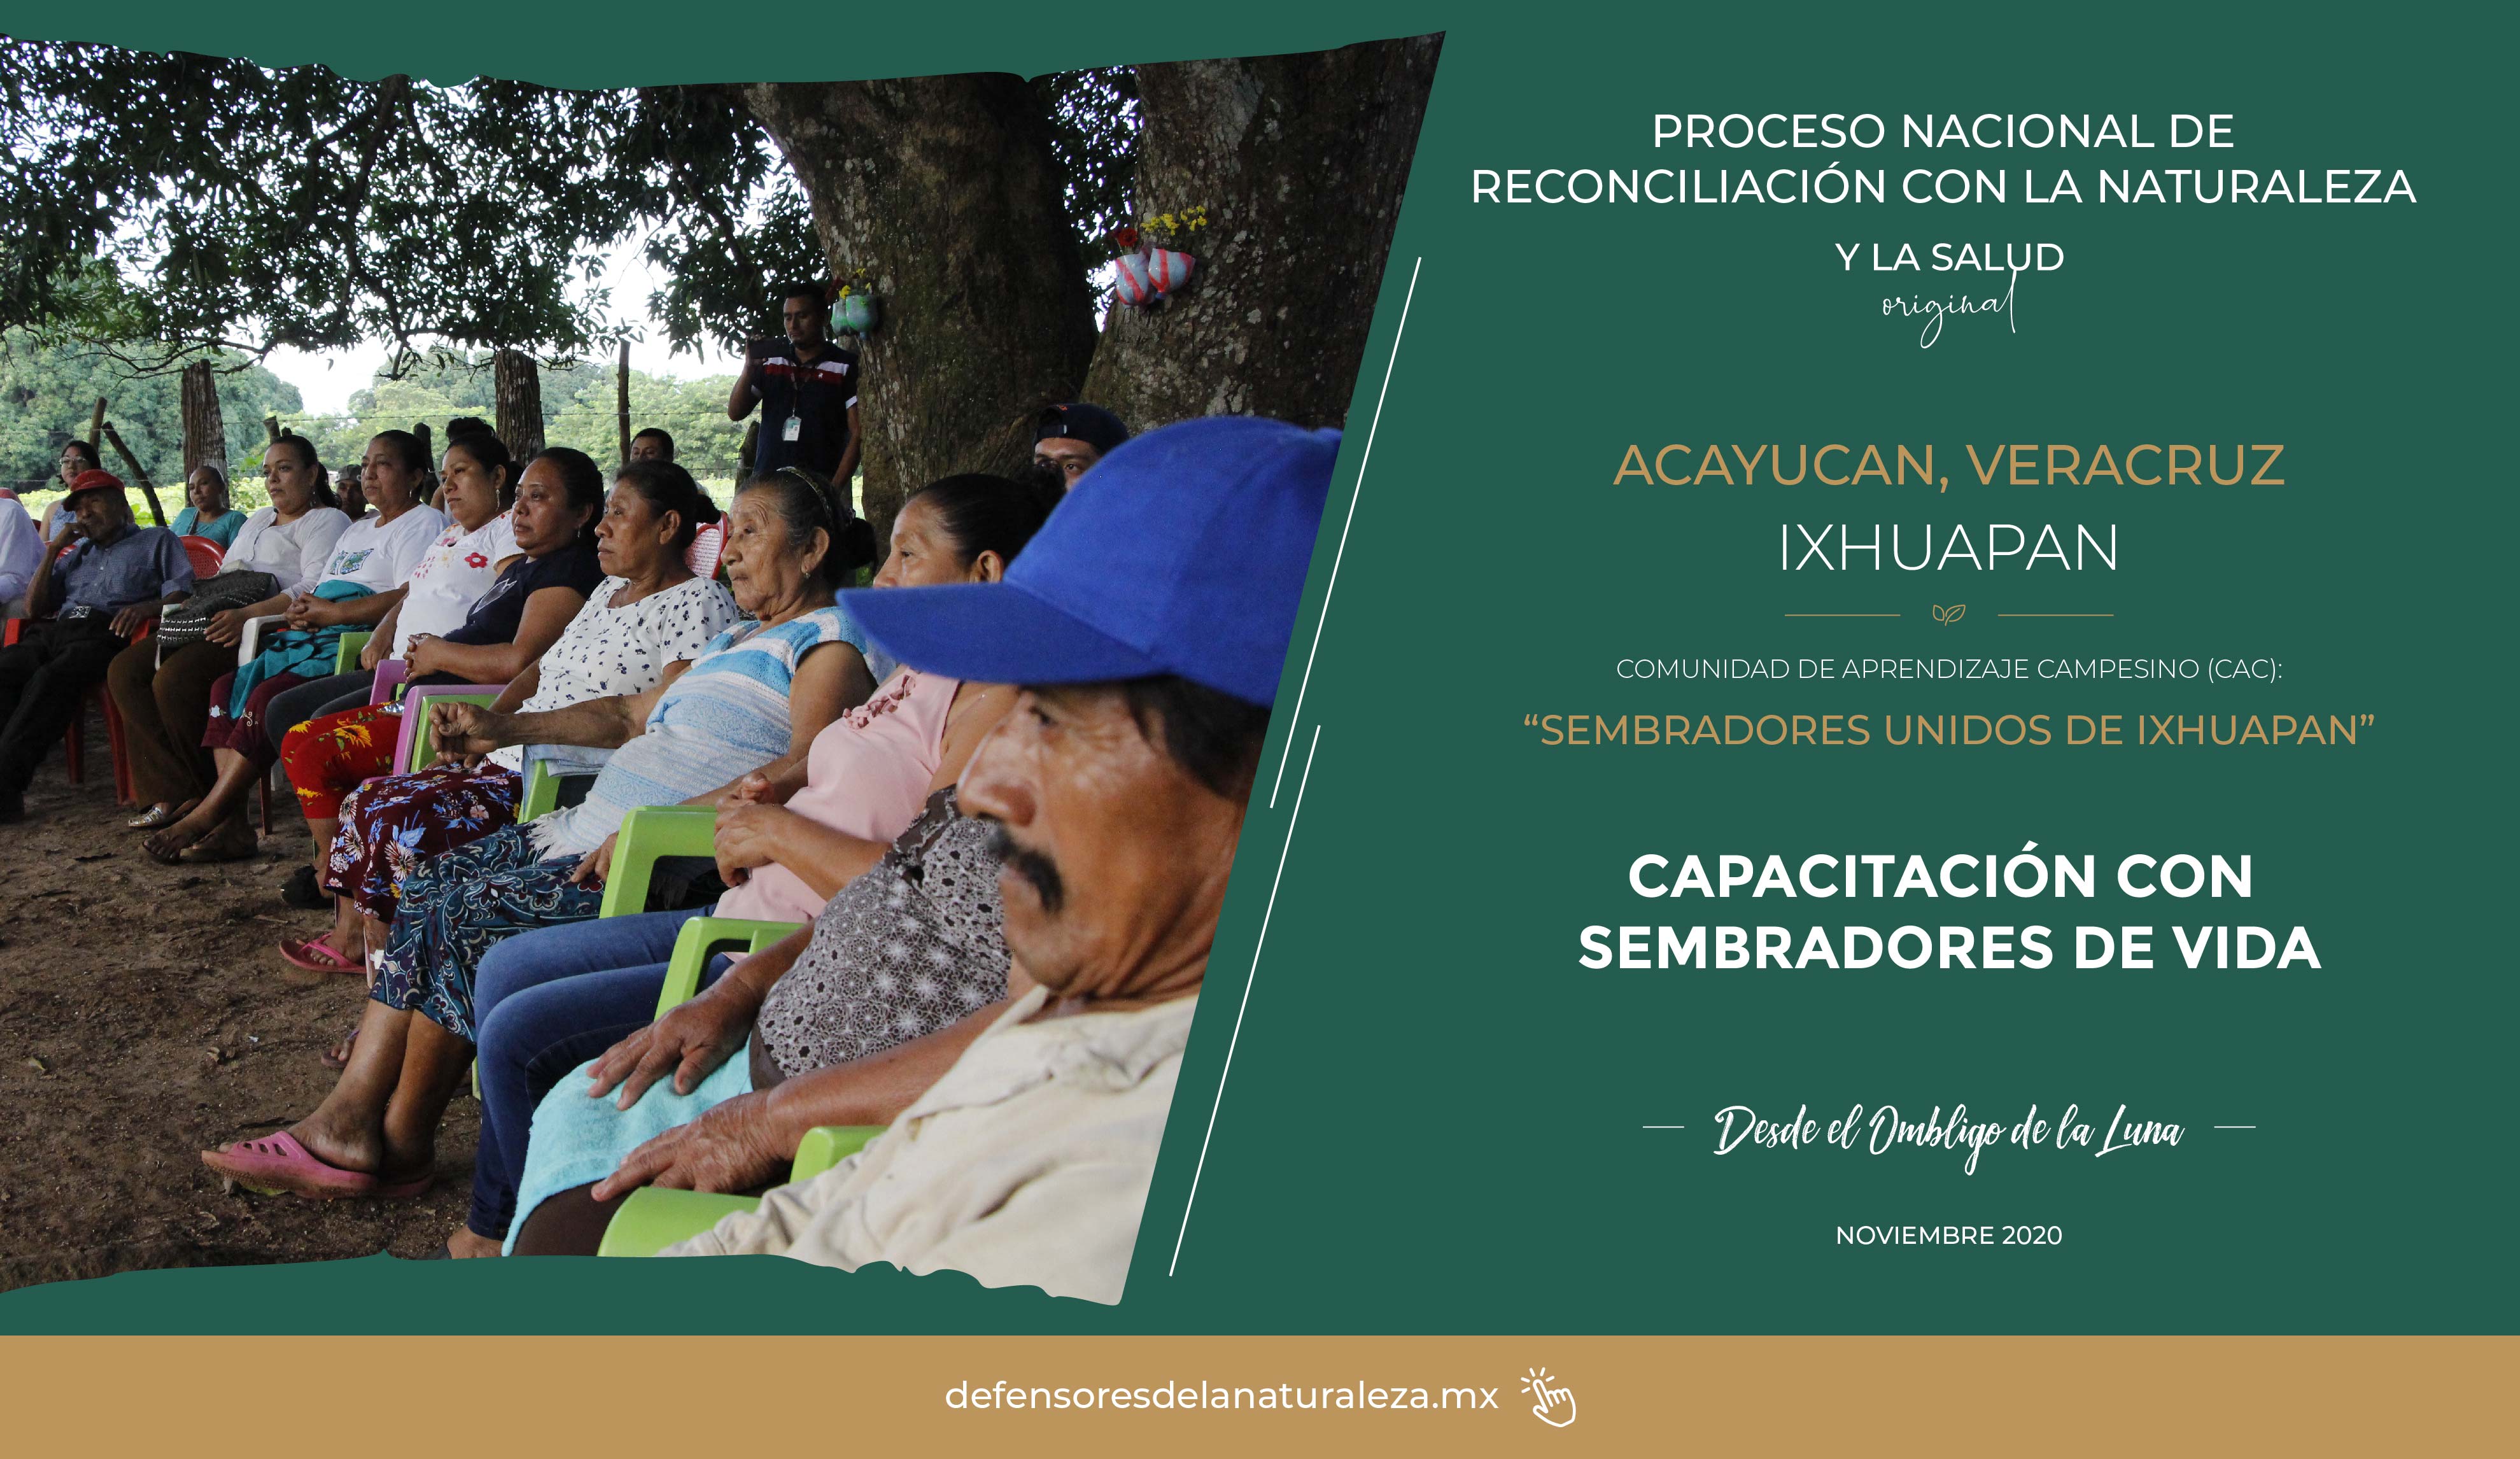 PROCESO NACIONAL DE
RECONCILIACIÓN CON LA NATURALEZA
Y LA SALUD
original
ACAYUCAN, VERACRUZ
IXHUAPAN
COMUNIDAD DE APRENDIZAJE CAMPESINO (CAC):
“SEMBRADORES UNIDOS DE IXHUAPAN”
CAPACITACIÓN CON
SEMBRADORES DE VIDA
Desde el Ombligo de la Luna
NOVIEMBRE 2020
defensoresdelanaturaleza.mx